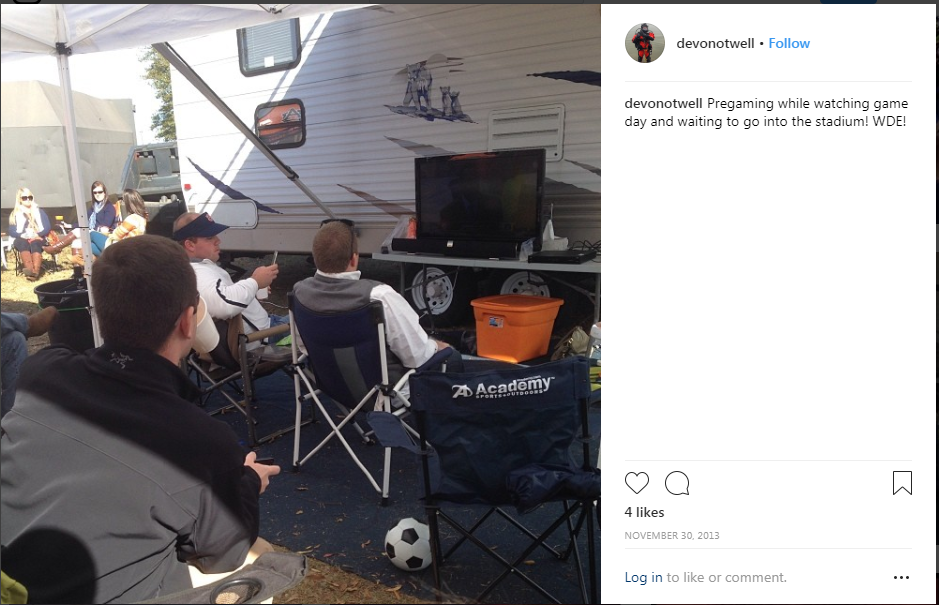 devonotwell • Follow
devonotwell Pregaming while watching game
day and waiting to go into the stadium! WDE!
Academy
SPORTS+OUTDOORS
4 likes
NOVEMBER 30, 2013
Log in to like or comment.